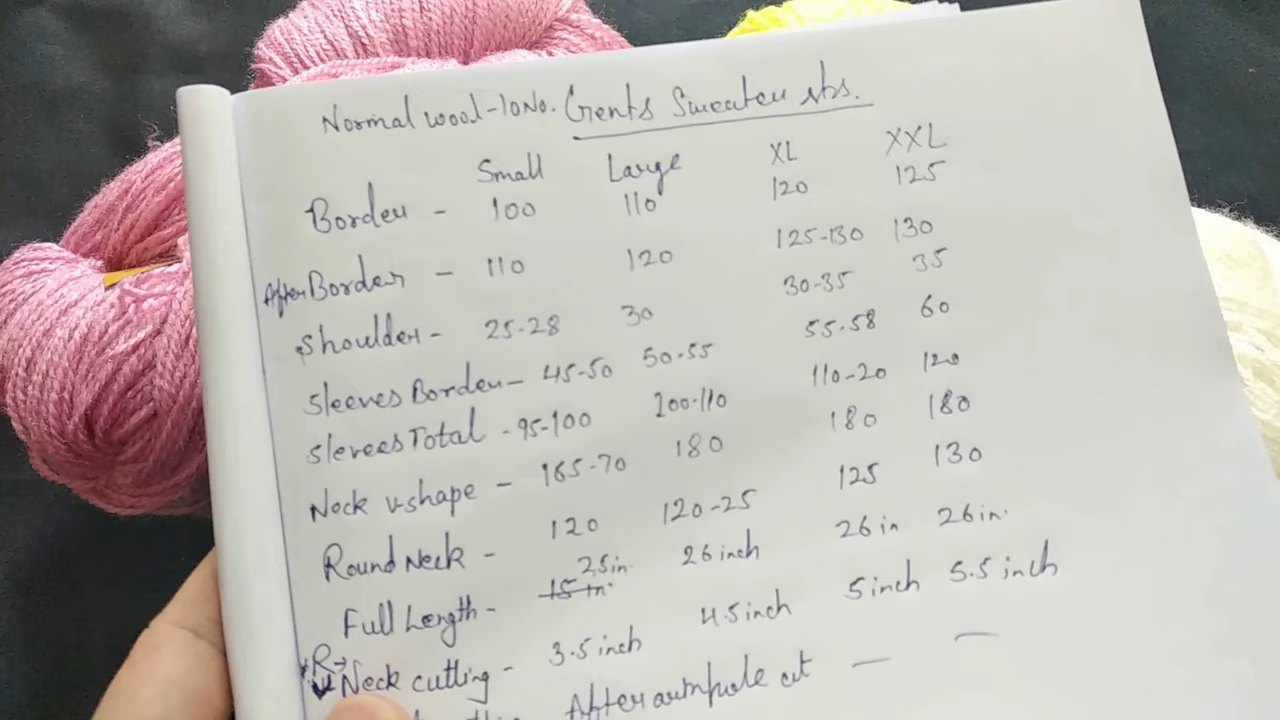 Normal wool-10No. Gents Sweater sts.
Small Large XL XXL
Border - 100 110 120 125
After Border - 110 120 125-130 130
Shoulder - 25-28 30 30-35 35
Sleeves Border - 45-50 50-55 55-58 60
Slevees Total - 95-100 100-110 110-20 120
Neck v-shape - 165-70 180 180 180
Round Neck - 120 120-25 125 130
Full Length - 15 in. 25in. 26 inch 26 in 26 in.
R→
Neck cutting - 3.5 inch 4.5 inch 5 inch 5.5 inch
After armhole cut — —